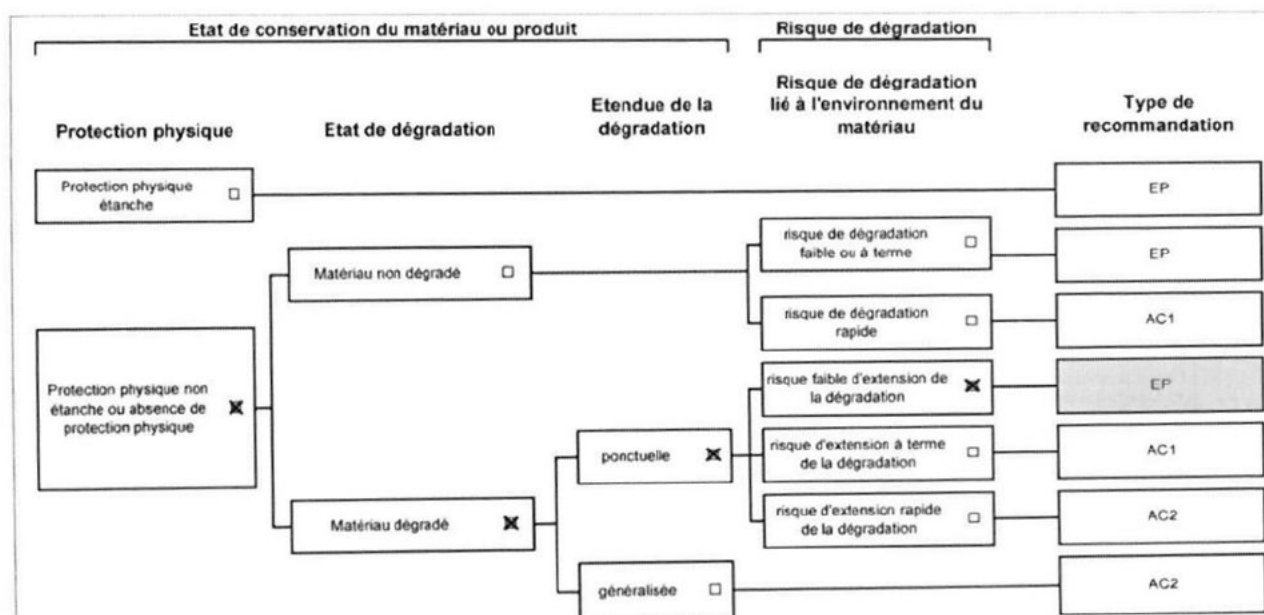 Etat de conservation du matériau ou produit
Risque de dégradation
Protection physique
Etat de dégradation
Etendue de la
dégradation
Risque de dégradation
lié à l'environnement du
matériau
Type de
recommandation
Protection physique
étanche
EP
Matériau non dégradé
risque de dégradation
faible ou à terme
EP
risque de dégradation
rapide
AC1
Protection physique non
étanche ou absence de
protection physique
risque faible d'extension de
la dégradation
EP
ponctuelle
risque d'extension à terme
de la dégradation
AC1
Matériau dégradé
risque d'extension rapide
de la dégradation
AC2
généralisée
AC2